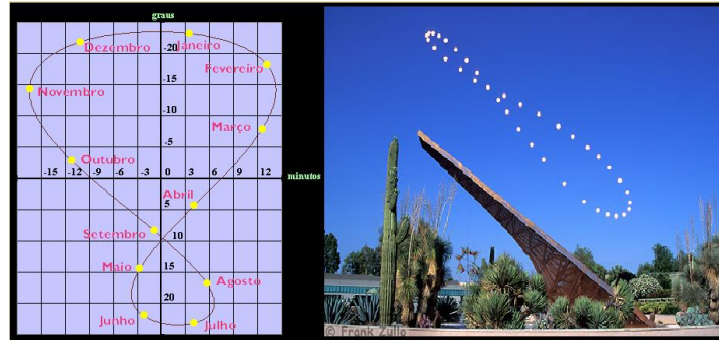 graus
-20
Dezembro
Janeiro
Fevereiro
-15
Novembro
-10
Março
-5
Outubro
-15 -12 -9 -6 -3 0 3 6 9 12
minutos
Abril
5
Setembro
10
Maio
15
Agosto
20
Junho
Julho
© Frank Zullo